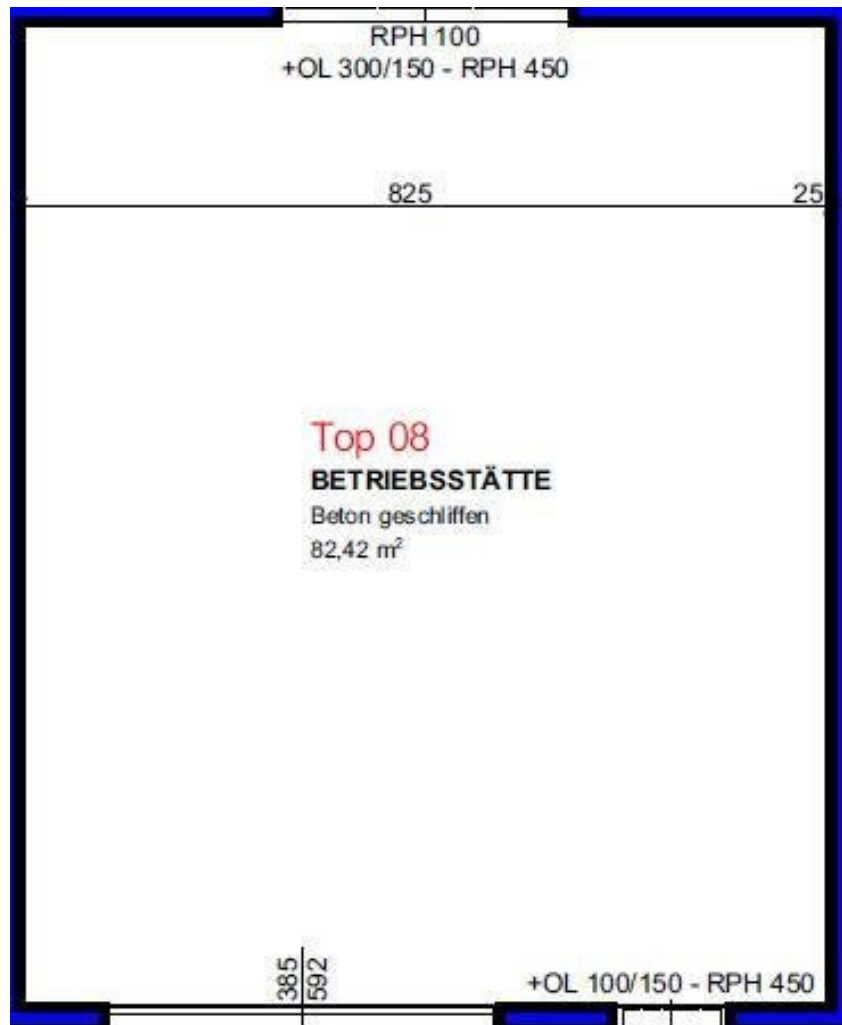 RPH 100
+OL 300/150 - RPH 450
825
25
Top 08
BETRIEBSSTÄTTE
Beton geschliffen
82,42 m²
385
592
+OL 100/150 - RPH 450